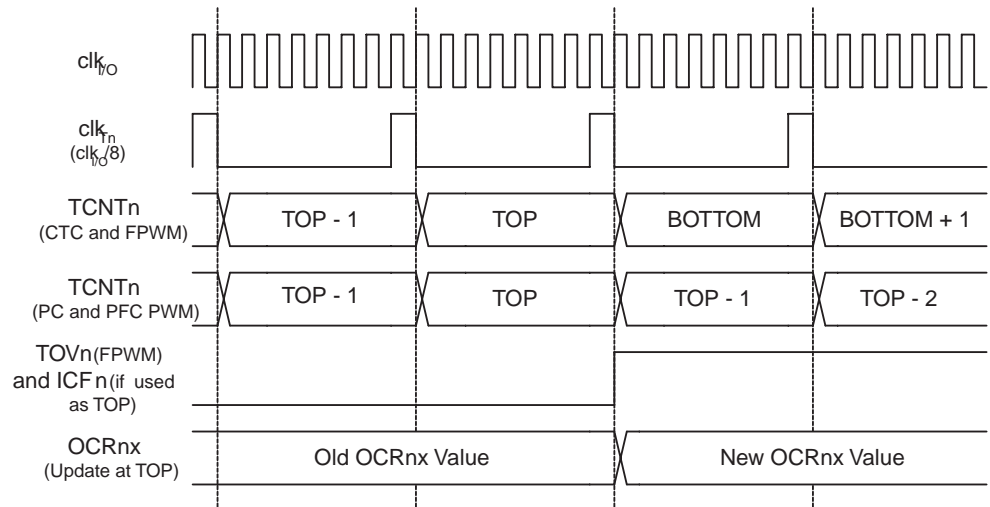 clkI/O
clkTn
(clkI/O/8)
TCNTn
(CTC and FPWM)
TOP - 1
TOP
BOTTOM
BOTTOM + 1
TCNTn
(PC and PFC PWM)
TOP - 1
TOP
TOP - 1
TOP - 2
TOVn(FPWM)
and ICFn(if used
as TOP)
OCRnx
(Update at TOP)
Old OCRnx Value
New OCRnx Value